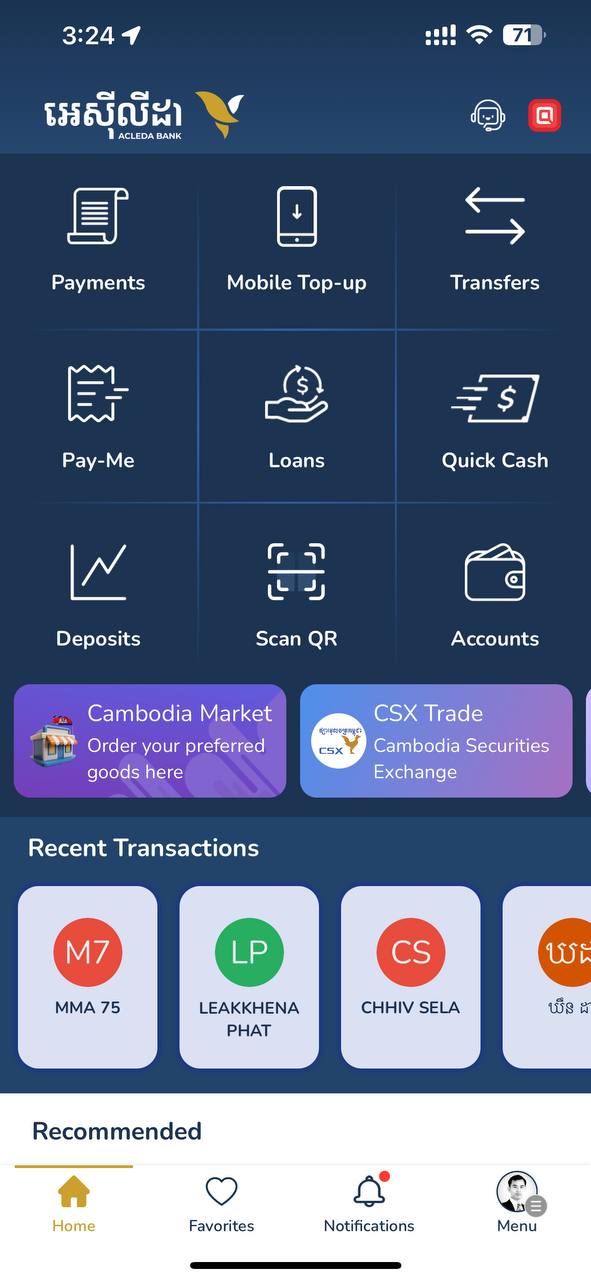 3:24
71
អេស៊ីលីដា
ACLEDA BANK
Payments
Mobile Top-up
Transfers
Pay-Me
Loans
Quick Cash
Deposits
Scan QR
Accounts
Cambodia Market
Order your preferred
goods here
CSX
CSX Trade
Cambodia Securities
Exchange
Recent Transactions
M7
LP
CS
MMA 75
LEAKKHENA
PHAT
CHHIV SELA
Recommended
Home
Favorites
Notifications
Menu